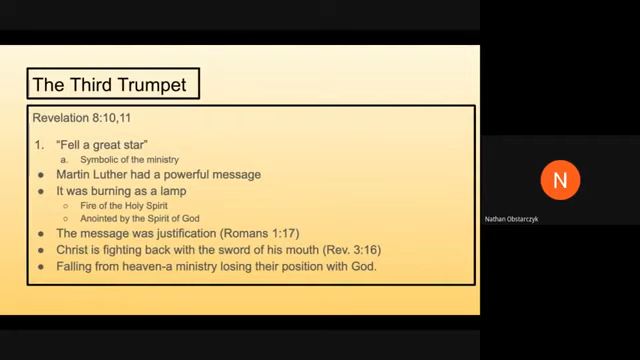 The Third Trumpet
Revelation 8:10,11
1. “Fell a great star”
a. Symbolic of the ministry
● Martin Luther had a powerful message
● It was burning as a lamp
○ Fire of the Holy Spirit
○ Anointed by the Spirit of God
● The message was justification (Romans 1:17)
● Christ is fighting back with the sword of his mouth (Rev. 3:16)
● Falling from heaven-a ministry losing their position with God.
N
Nathan Obstarczyk